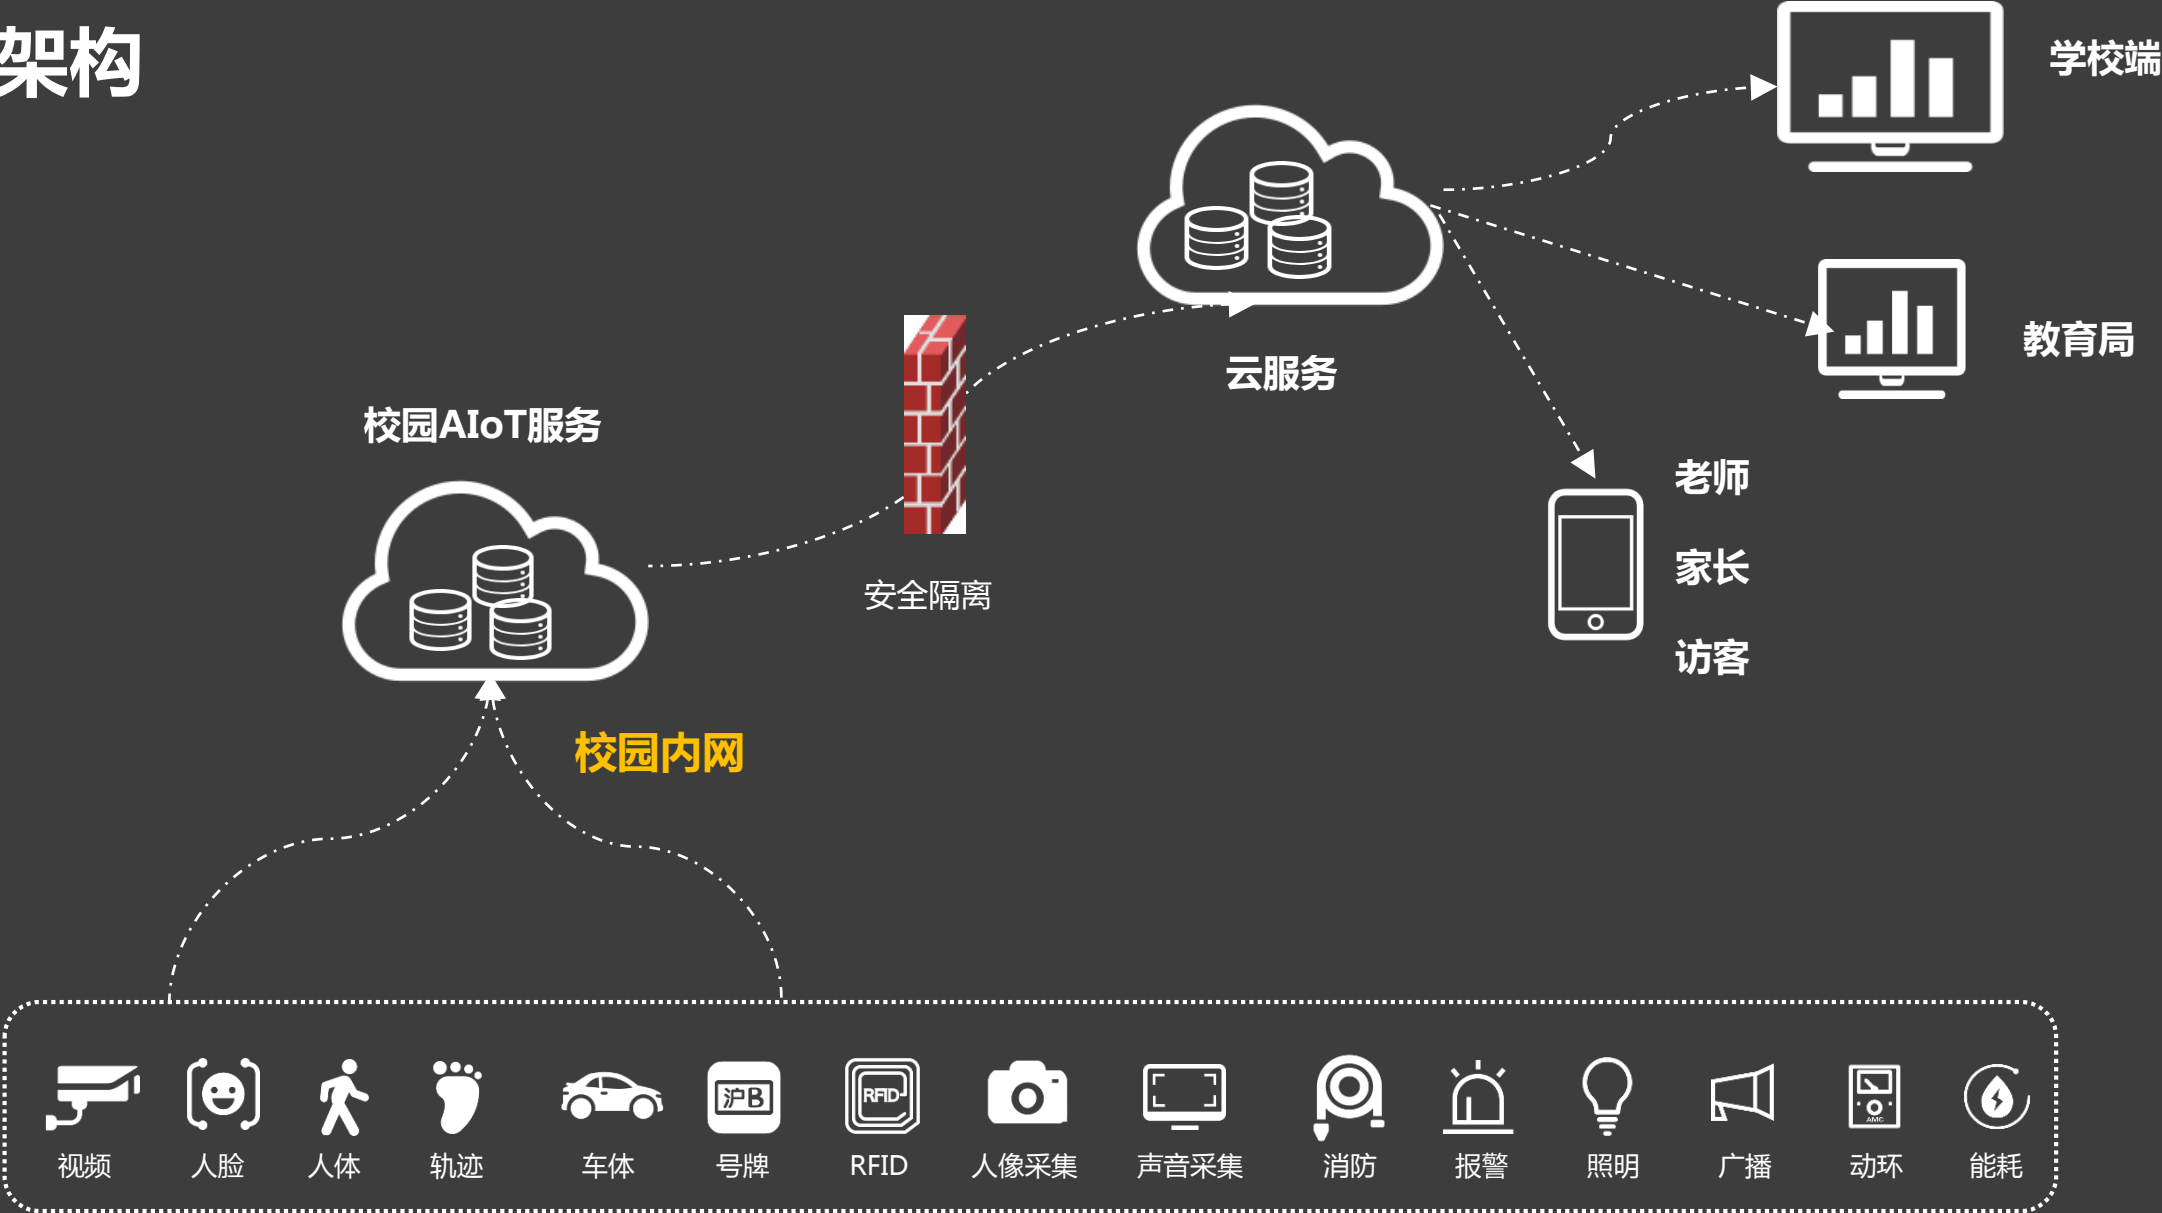 架构
学校端
教育局
云服务
校园AIoT服务
安全隔离
老师
家长
访客
校园内网
沪B
RFID
AMC
视频
人脸
人体
轨迹
车体
号牌
RFID
人像采集
声音采集
消防
报警
照明
广播
动环
能耗